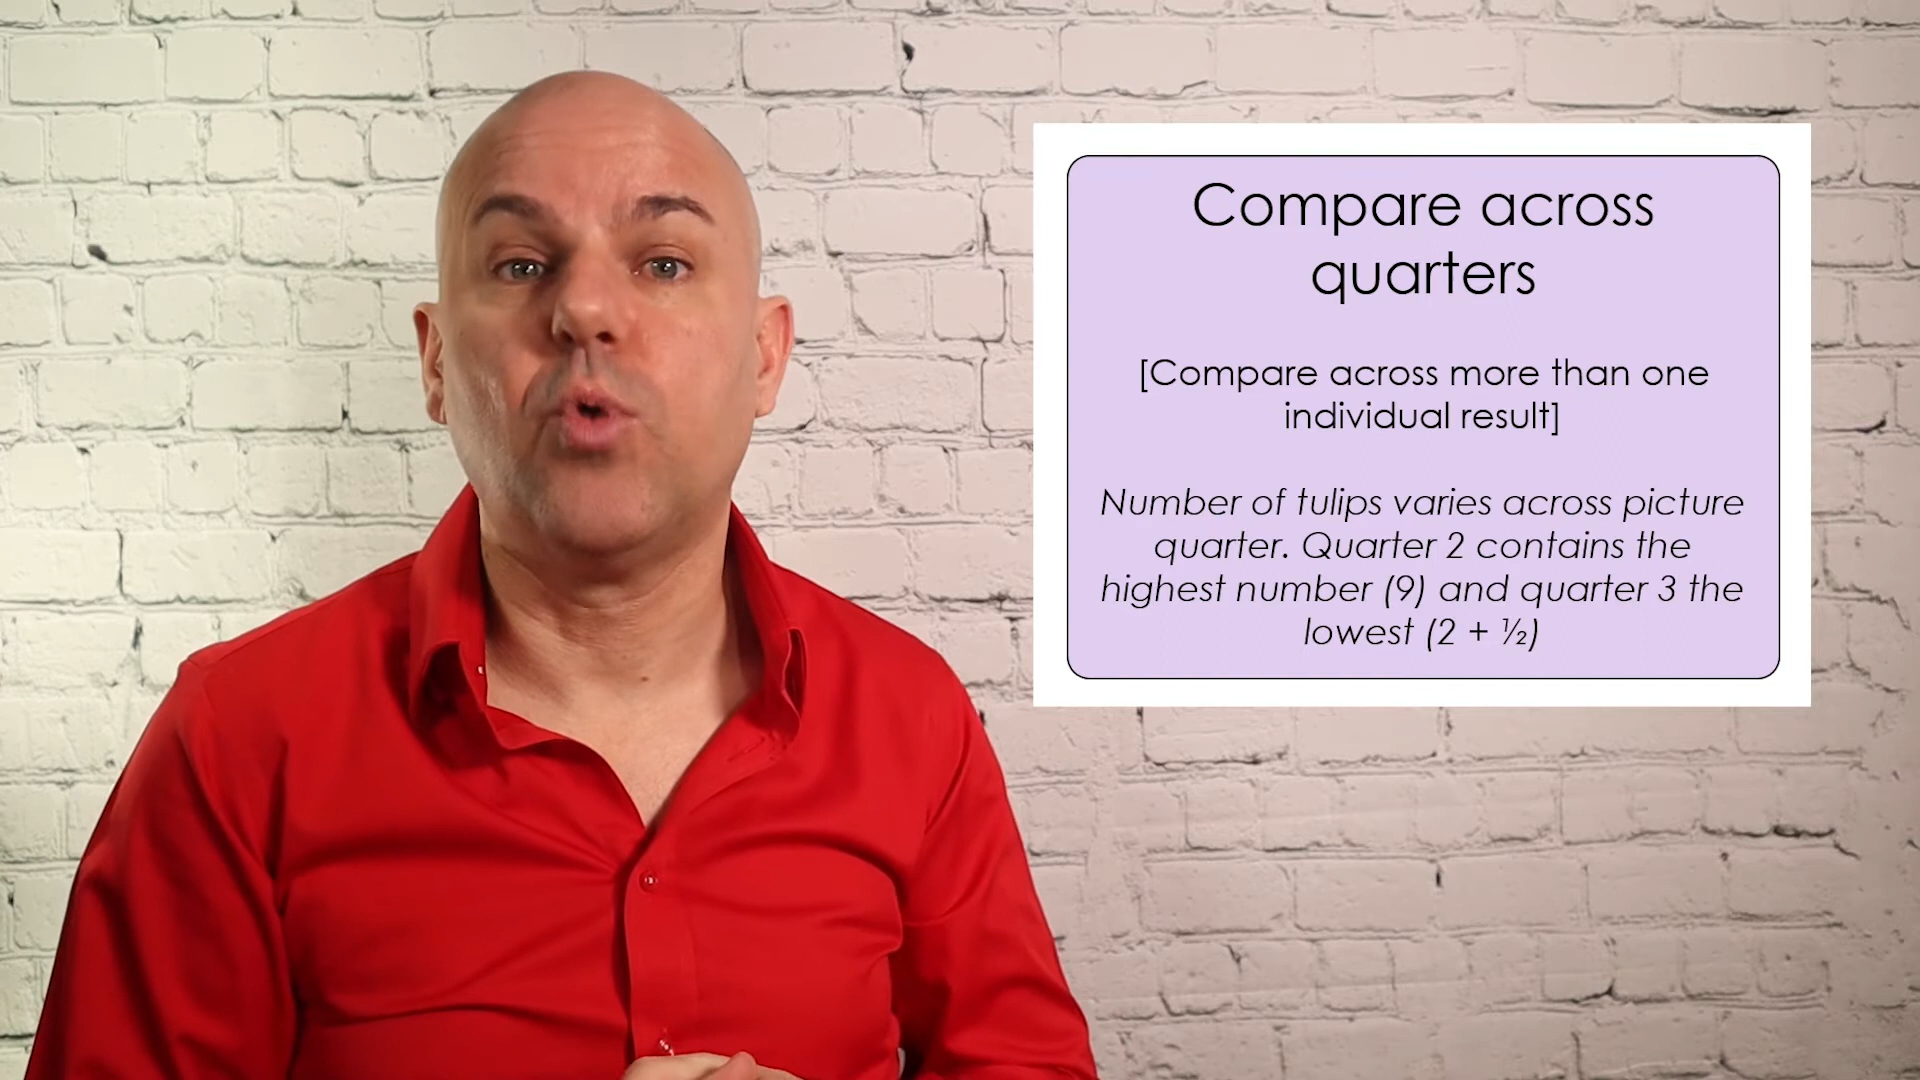 Compare across
quarters
[Compare across more than one
individual result]
Number of tulips varies across picture
quarter. Quarter 2 contains the
highest number (9) and quarter 3 the
lowest (2 + ½)